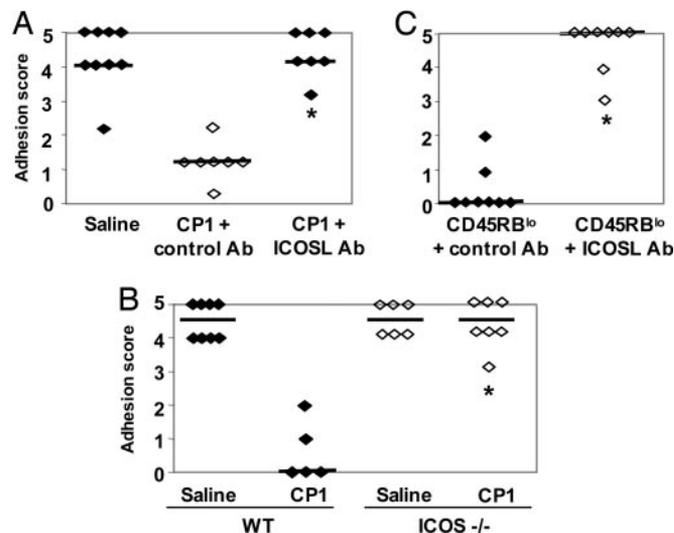 A
Adhesion score
5
4
3
2
1
0
Saline
CP1 +
control Ab
CP1 +
ICOSL Ab
*
C
5
4
3
2
1
0
CD45RBˡᵒ
+ control Ab
CD45RBˡᵒ
+ ICOSL Ab
*
B
Adhesion score
5
4
3
2
1
0
Saline
CP1
Saline
CP1
*
WT
ICOS -/-